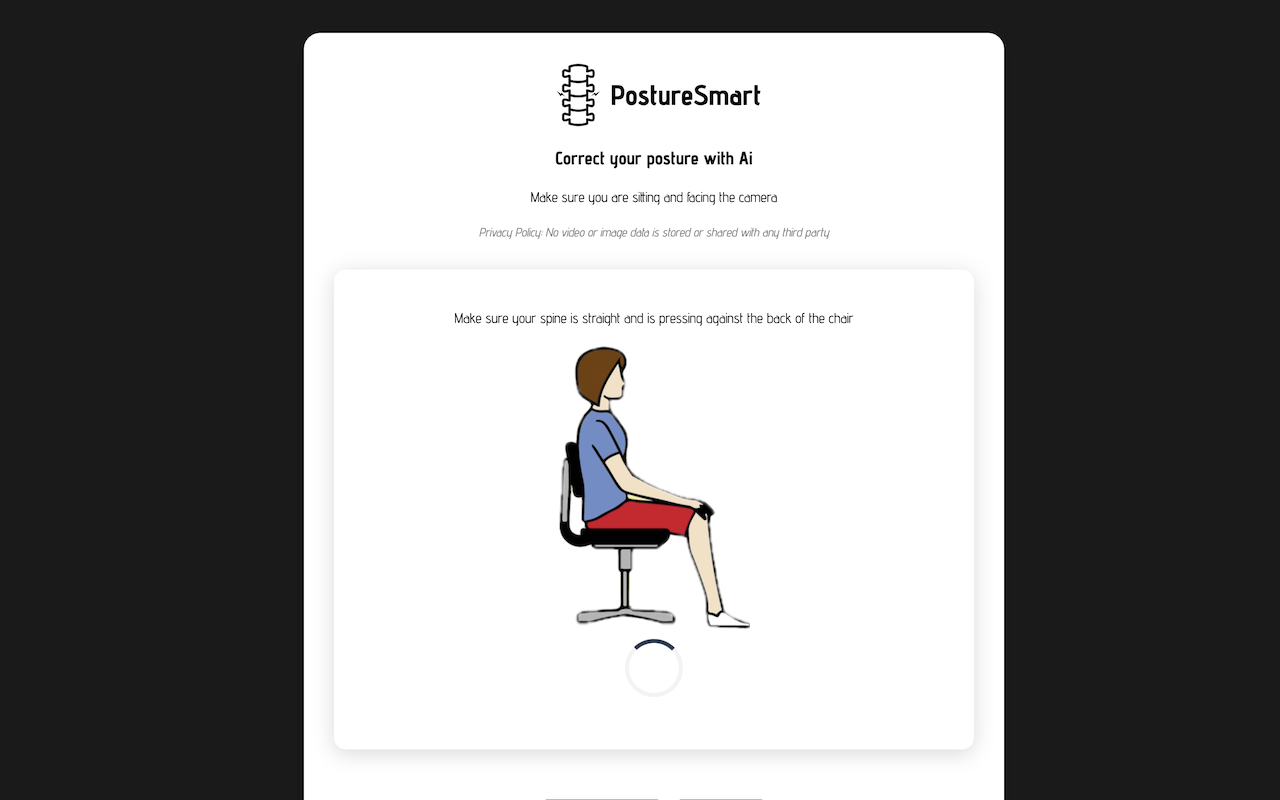 PostureSmart
Correct your posture with Ai
Make sure you are sitting and facing the camera
Privacy Policy: No video or image data is stored or shared with any third party
Make sure your spine is straight and is pressing against the back of the chair